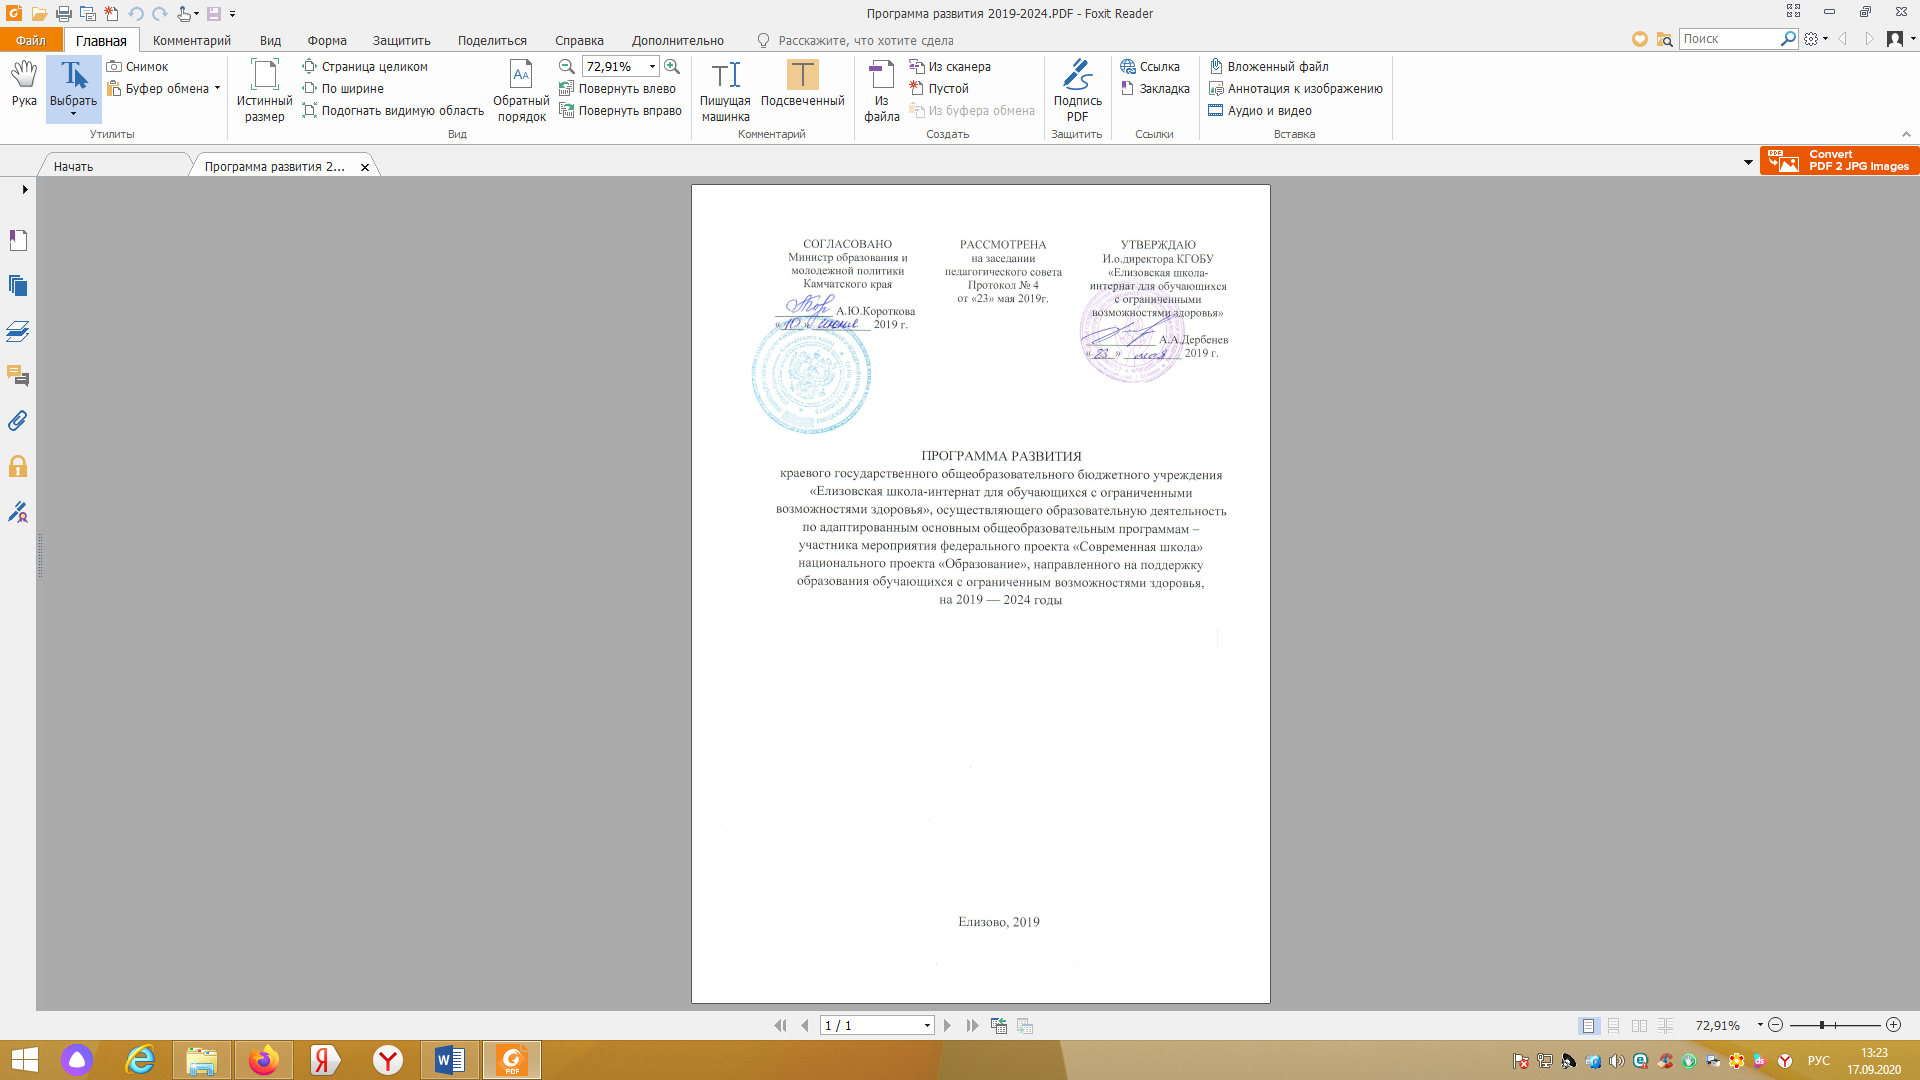 Программа развития 2019-2024.PDF - Foxit Reader
Файл Главная Комментарий Вид Форма Защитить Поделиться Справка Дополнительно Расскажите, что хотите сдела Поиск
Рука
Выбрать
Снимок
Буфер обмена
Утилиты
Истинный
размер
Страница целиком
По ширине
Подогнать видимую область
Обратный
порядок
72,91%
Повернуть влево
Повернуть вправо
Вид
Пишущая
машинка
Подсвеченный
Комментарий
Из
файла
Из сканера
Пустой
Из буфера обмена
Создать
Подпись
PDF
Защитить
Ссылка
Закладка
Ссылки
Вложенный файл
Аннотация к изображению
Аудио и видео
Вставка
Начать
Программа развития 2...
Convert
PDF 2 JPG Images
СОГЛАСОВАНО
Министр образования и
молодежной политики
Камчатского края
А.Ю.Короткова
«10» июня 2019 г.
РАССМОТРЕНА
на заседании
педагогического совета
Протокол № 4
от «23» мая 2019г.
УТВЕРЖДАЮ
И.о.директора КГОБУ
«Елизовская школа-
интернат для обучающихся
с ограниченными
возможностями здоровья»
А.А.Дербенев
«23» мая 2019 г.
ПРОГРАММА РАЗВИТИЯ
краевого государственного общеобразовательного бюджетного учреждения
«Елизовская школа-интернат для обучающихся с ограниченными
возможностями здоровья», осуществляющего образовательную деятельность
по адаптированным основным общеобразовательным программам –
участника мероприятия федерального проекта «Современная школа»
национального проекта «Образование», направленного на поддержку
образования обучающихся с ограниченным возможностями здоровья,
на 2019 — 2024 годы
Елизово, 2019
1 / 1
72,91%
РУС
13:23
17.09.2020